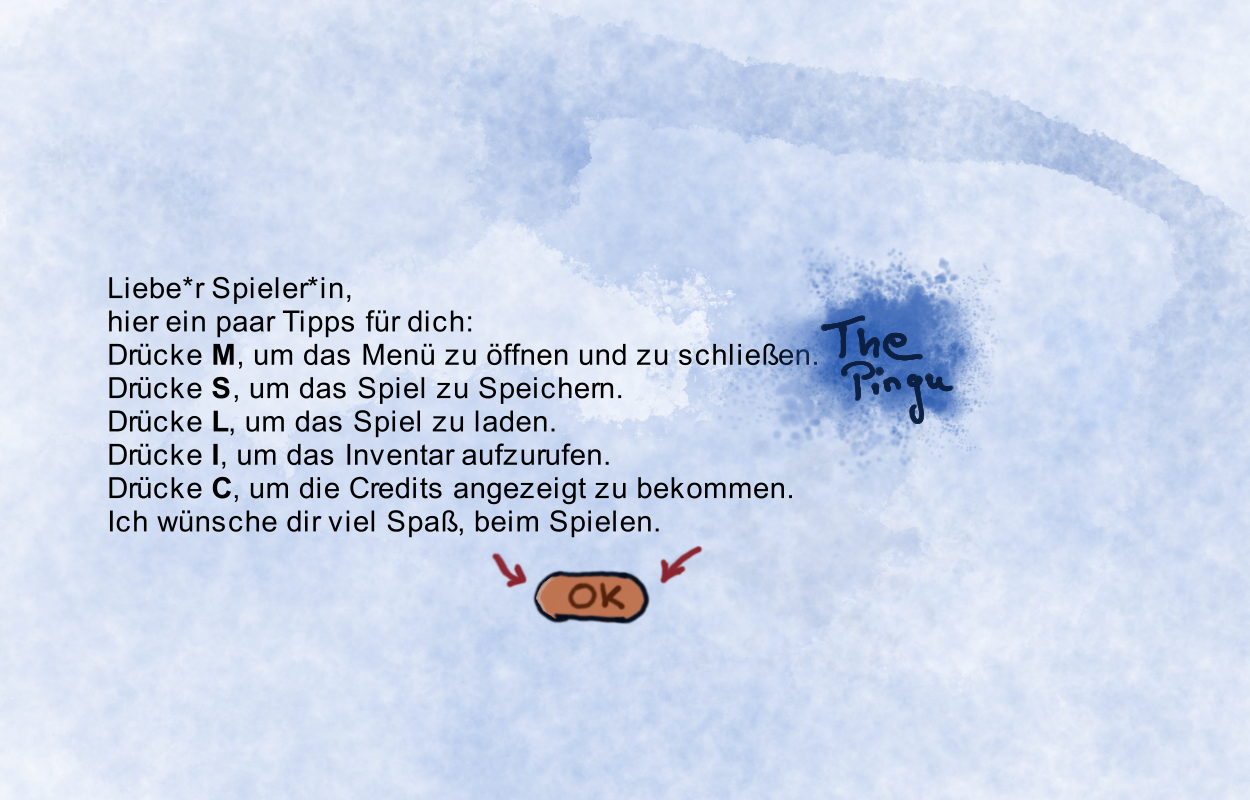 Liebe*r Spieler*in,
hier ein paar Tipps für dich:
Drücke M, um das Menü zu öffnen und zu schließen.
Drücke S, um das Spiel zu Speichern.
Drücke L, um das Spiel zu laden.
Drücke I, um das Inventar aufzurufen.
Drücke C, um die Credits angezeigt zu bekommen.
Ich wünsche dir viel Spaß, beim Spielen.
The
Pingu
OK